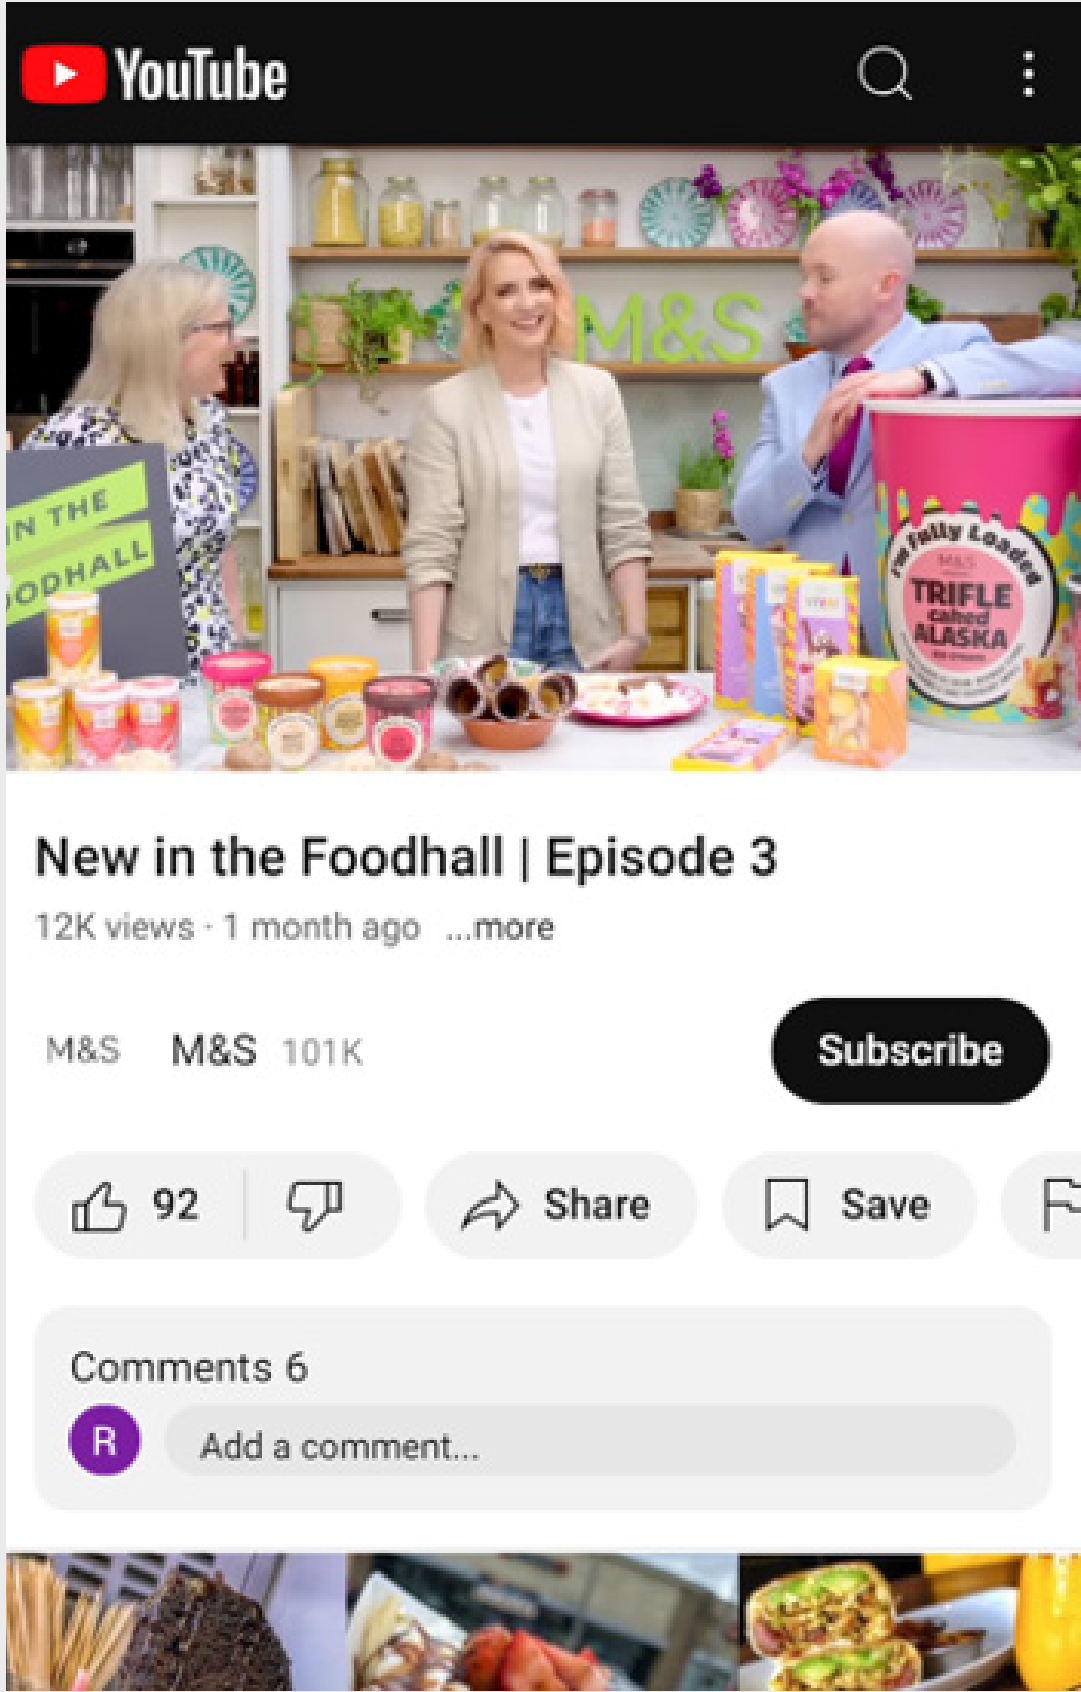 YouTube
M&S
IN THE
OODHALL
I'm Fully Loaded
M&S
TRIFLE
called
ALASKA
New in the Foodhall | Episode 3
12K views · 1 month ago ...more
M&S M&S 101K
Subscribe
92 Share Save
Comments 6
R Add a comment...